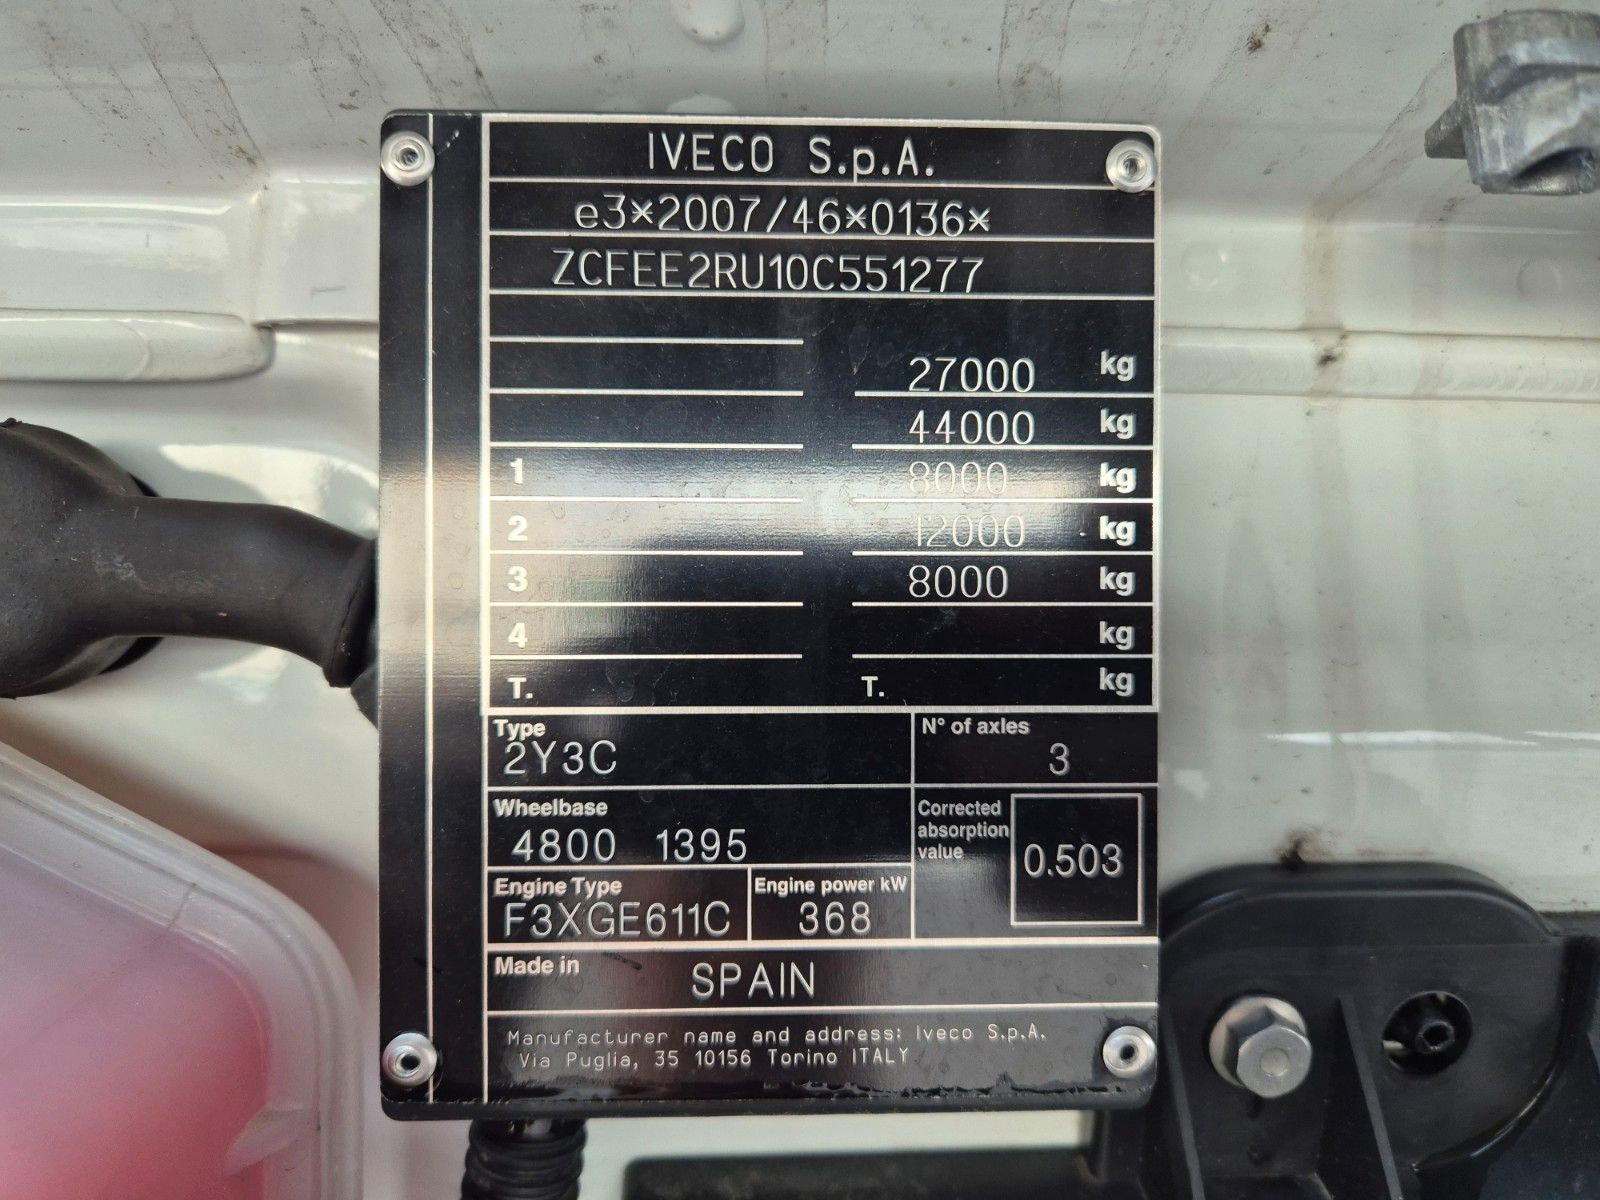 IVECO S.p.A.
e3*2007/46*0136*
ZCFEE2RU10C551277
27000 kg
44000 kg
1 8000 kg
2 12000 kg
3 8000 kg
4 kg
T. T. kg
Type N° of axles
2Y3C 3
Wheelbase
4800 1395
Corrected
absorption
value
0.503
Engine Type Engine power kW
F3XGE611C 368
Made in SPAIN
Manufacturer name and address: Iveco S.p.A.
Via Puglia, 35 10156 Torino ITALY